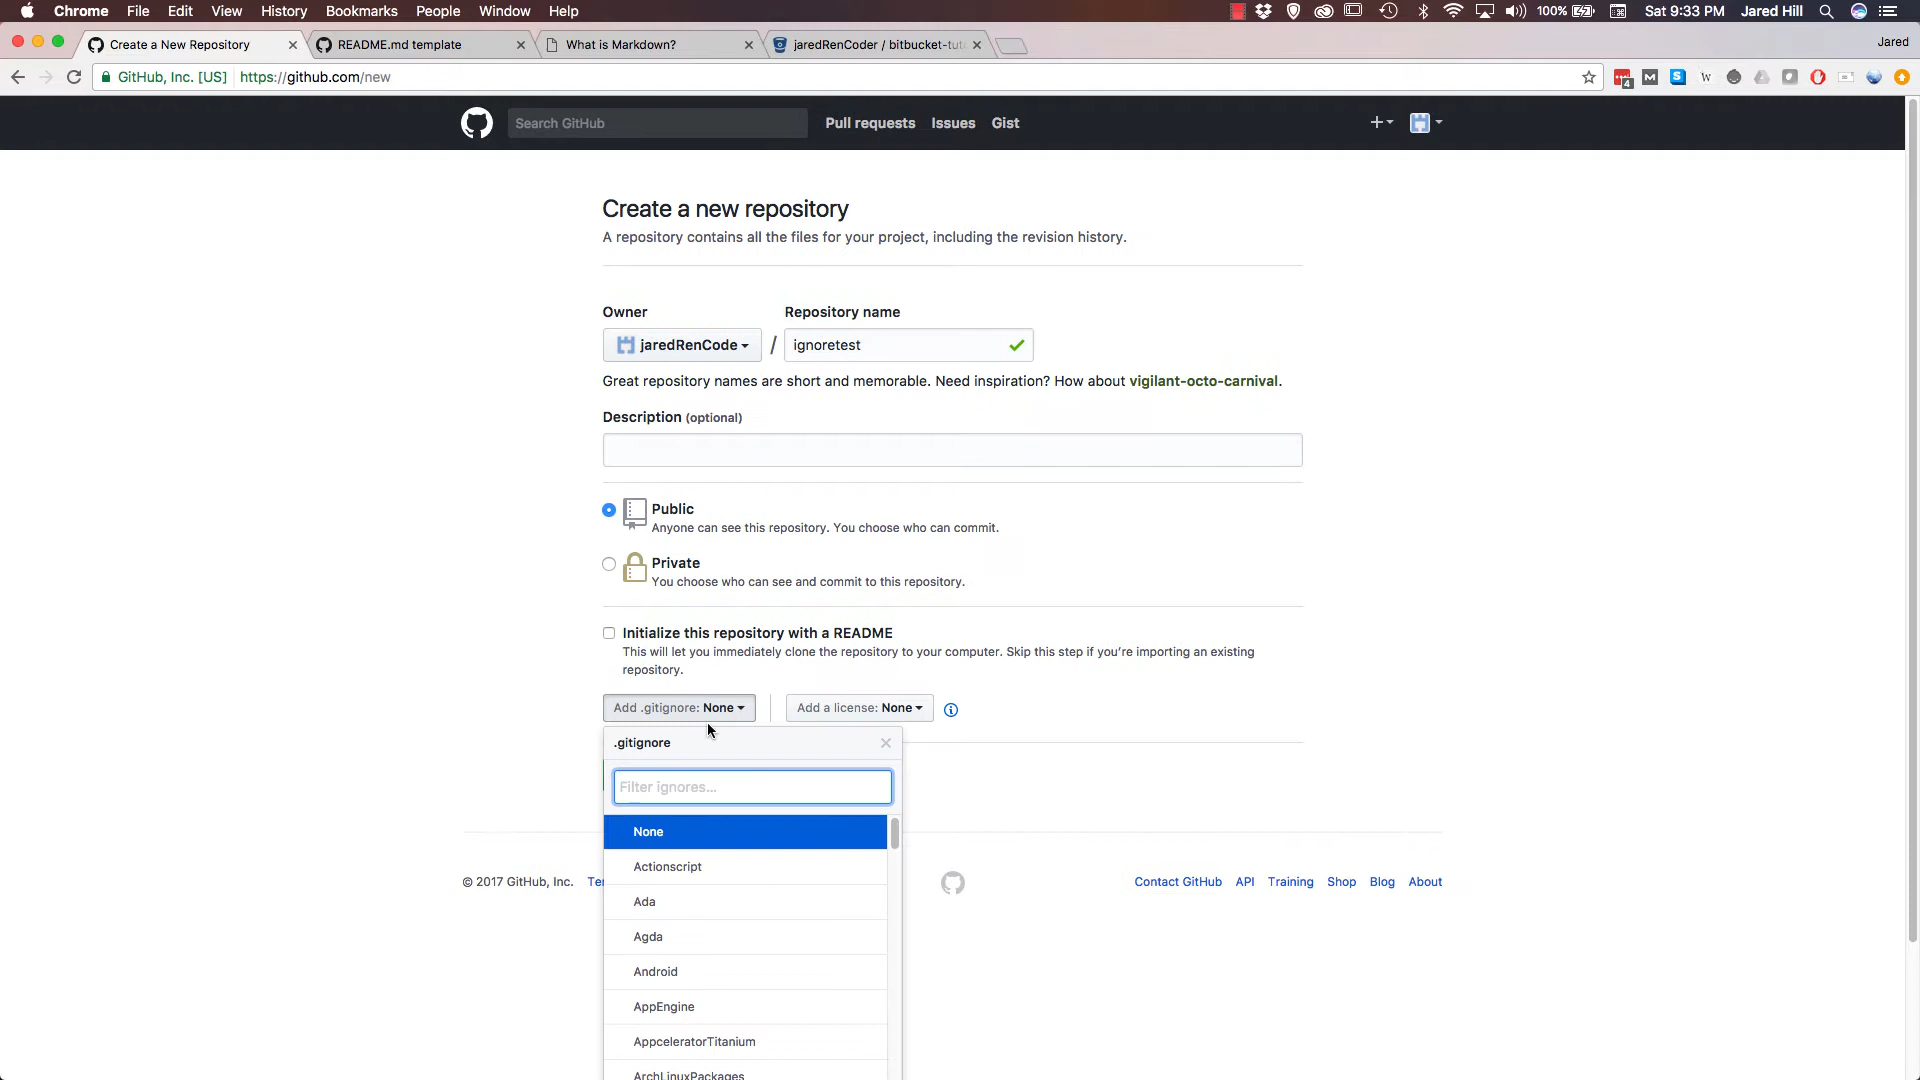 Chrome File Edit View History Bookmarks People Window Help
100% Sat 9:33 PM Jared Hill
Create a New Repository
README.md template
What is Markdown?
jaredRenCoder / bitbucket-tut
Jared
GitHub, Inc. [US] https://github.com/new
Search GitHub Pull requests Issues Gist
Create a new repository
A repository contains all the files for your project, including the revision history.
Owner Repository name
jaredRenCode / ignoretest
Great repository names are short and memorable. Need inspiration? How about vigilant-octo-carnival.
Description (optional)
Public
Anyone can see this repository. You choose who can commit.
Private
You choose who can see and commit to this repository.
Initialize this repository with a README
This will let you immediately clone the repository to your computer. Skip this step if you’re importing an existing
repository.
Add .gitignore: None Add a license: None
.gitignore
Filter ignores...
None
Actionscript
Ada
Agda
Android
AppEngine
AppceleratorTitanium
ArchLinuxPackages
© 2017 GitHub, Inc. Ter
Contact GitHub API Training Shop Blog About